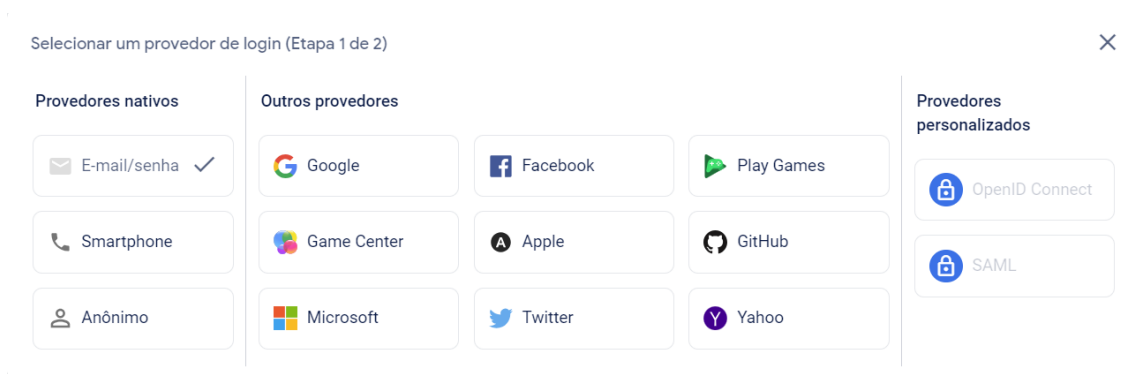 Selecionar um provedor de login (Etapa 1 de 2)
Provedores nativos
E-mail/senha
Smartphone
Anônimo
Outros provedores
Google
Facebook
Play Games
Game Center
Apple
GitHub
Microsoft
Twitter
Yahoo
Provedores
personalizados
OpenID Connect
SAML